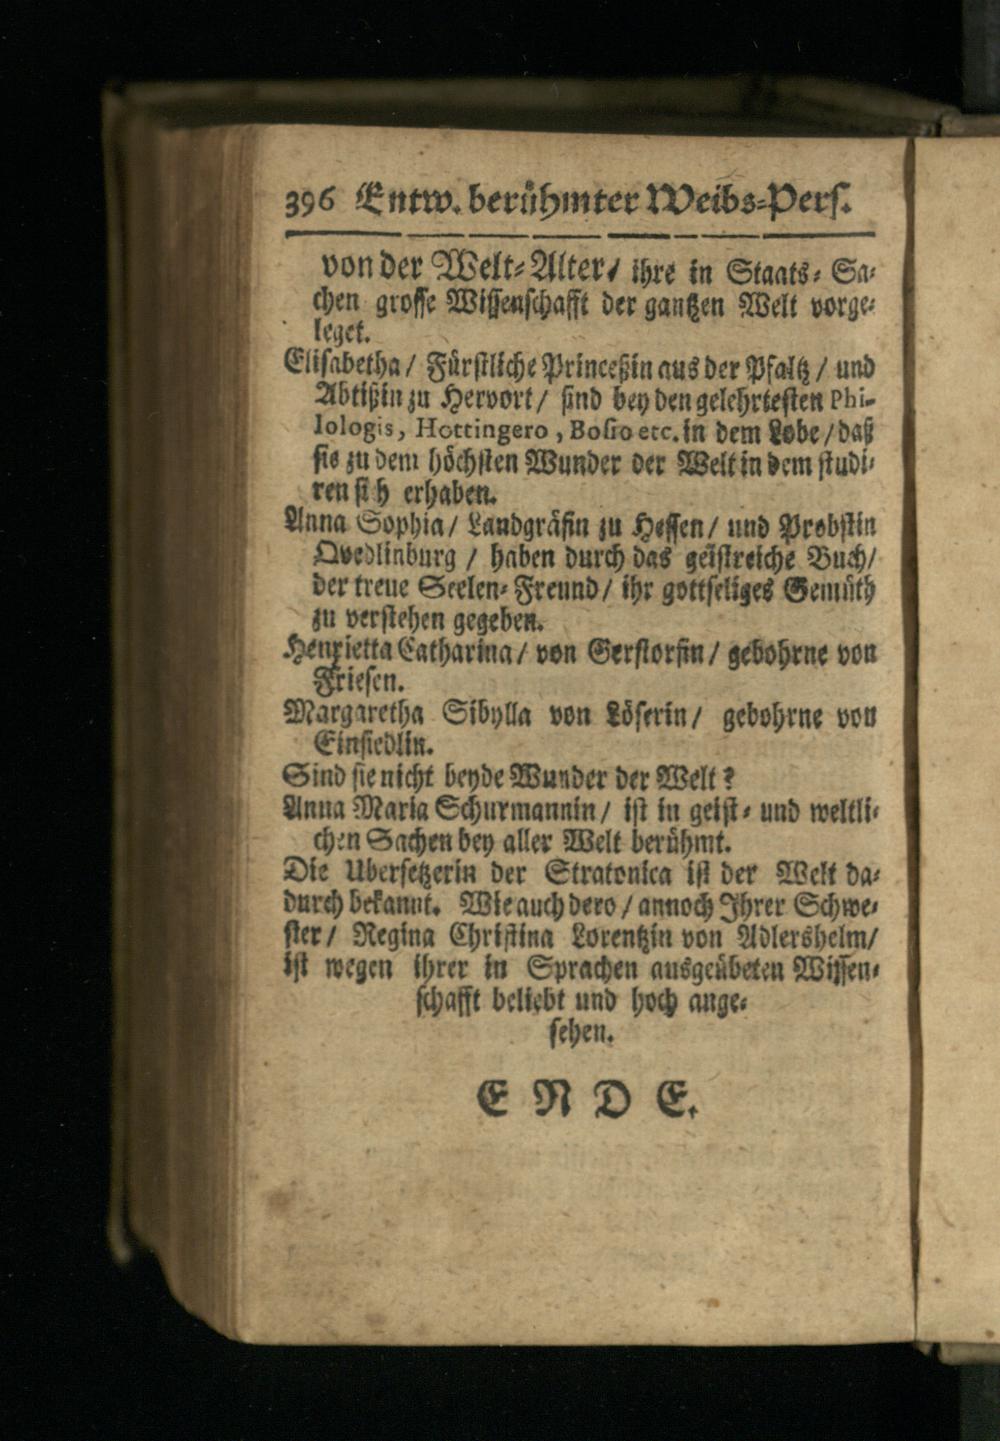 396 Entw. berühmter Weibs-Pers.
von der Welt-Alter/ ihre in Staats-Sa-
chen grosse Wissenschafft der gantzen Welt vorge-
leget.
Elisabetha/ Fürstliche Princeßin aus der Pfaltz/ und
Abtißin zu Hervort/ sind bey den gelehrtesten Phi-
lologis, Hottingero, Bosio etc. in dem Lobe/ daß
sie zu dem höchsten Wunder der Welt in dem studi-
ren si h erhaben.
Anna Sophia/ Landgräfin zu Hessen/ und Probstin
Qvedlinburg/ haben durch das geistreiche Buch/
der treue Seelen-Freund/ ihr gottseliges Gemüth
zu verstehen gegeben.
Henrietta Catharina/ von Gerstorfin/ gebohrne von
Friesen.
Margaretha Sibylla von Löserin/ gebohrne von
Einsiedlin.
Sind sie nicht beyde Wunder der Welt?
Anna Maria Schurmannin/ ist in geist- und weltli-
chen Sachen bey aller Welt berühmt.
Die Ubersetzerin der Stratonica ist der Welt da-
durch bekannt. Wie auch dero/ annoch Jhrer Schwe-
ster/ Regina Christina Lorentzin von Adlershelm/
ist wegen ihrer in Sprachen ausgeübeten Wissen-
schafft beliebt und hoch ange-
sehen.
ENDE.